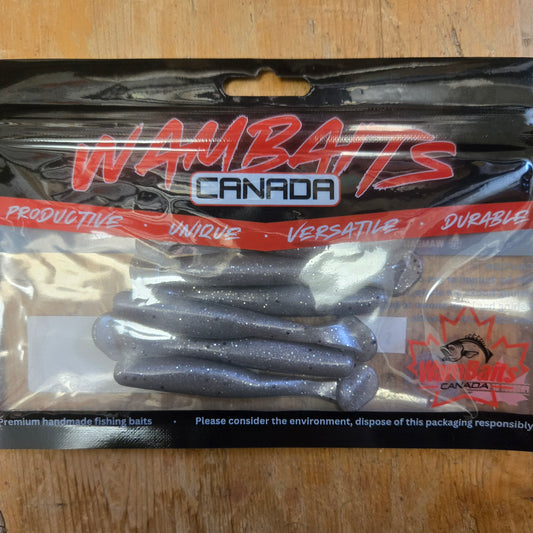 WAMBAITS
CANADA
PRODUCTIVE · UNIQUE · VERSATILE · DURABLE
WamBaits
CANADA
Premium handmade fishing baits · Please consider the environment, dispose of this packaging responsibly